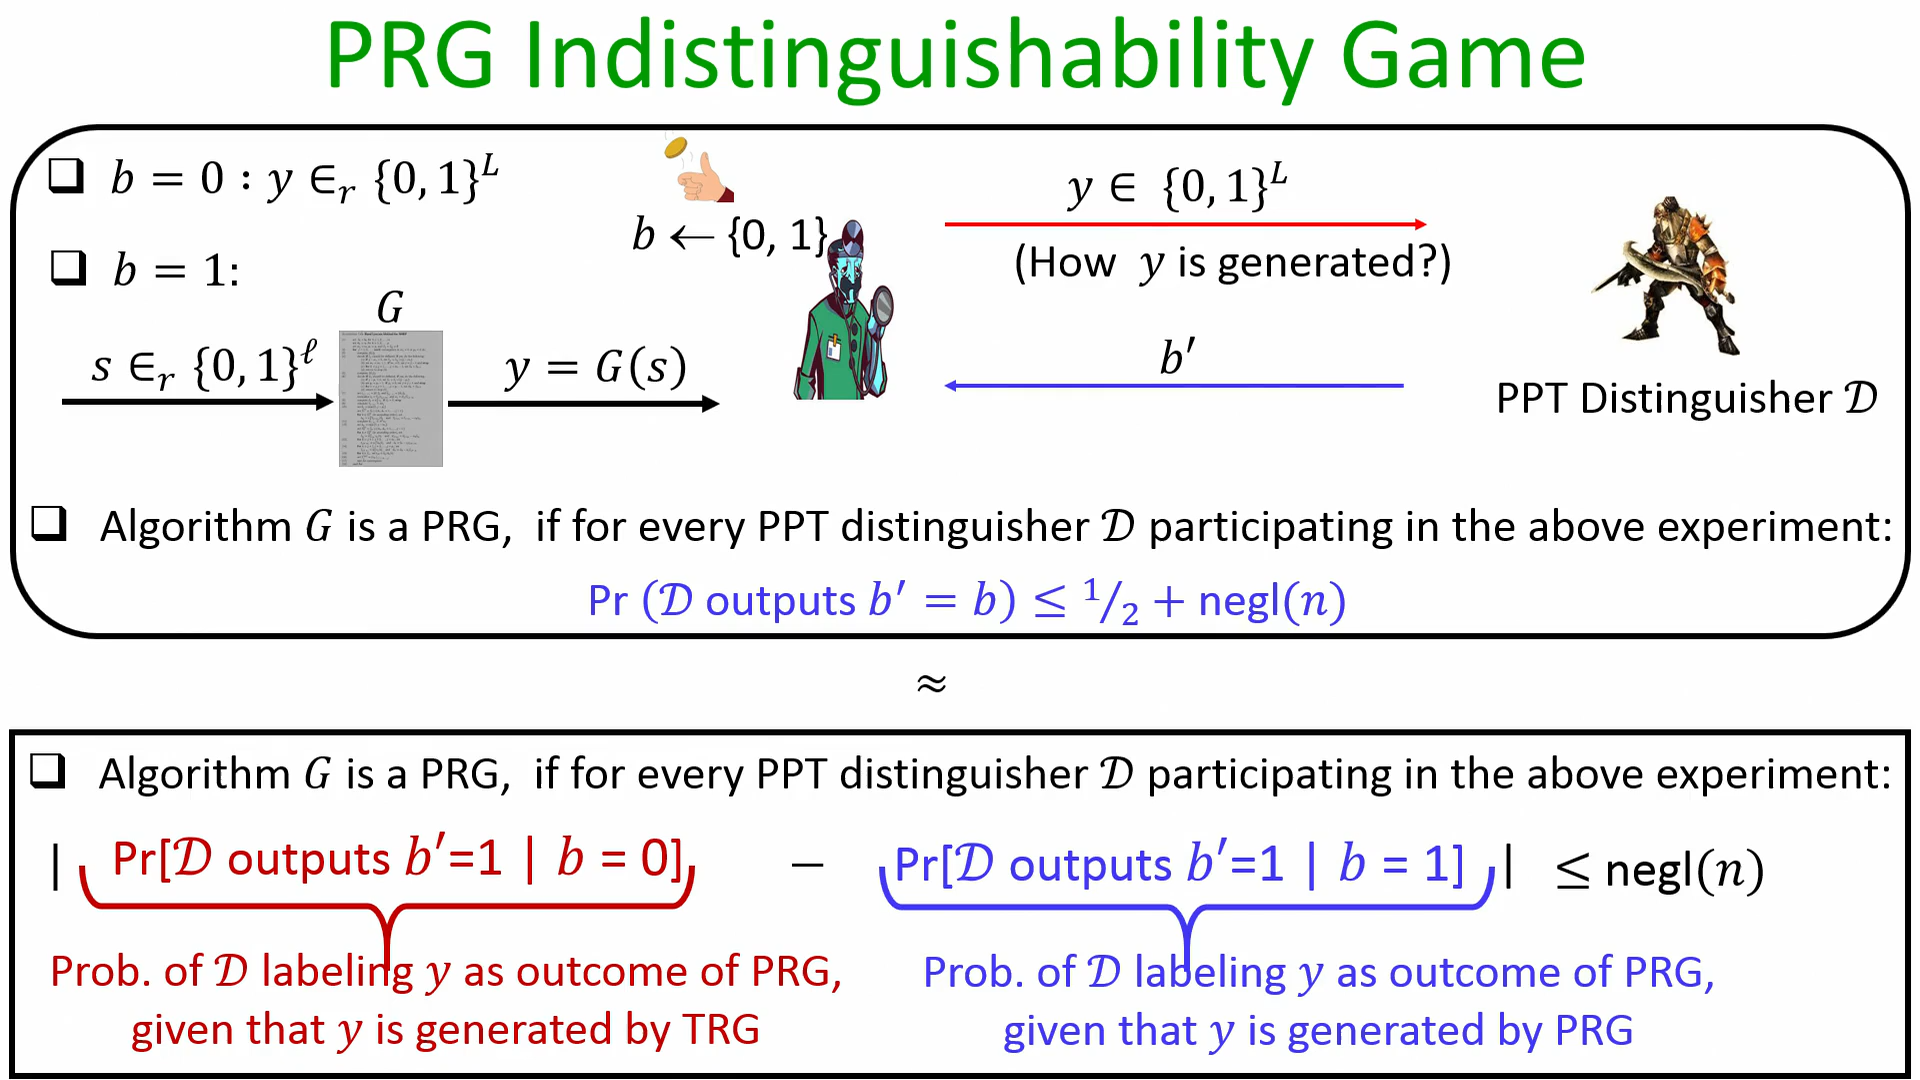 PRG Indistinguishability Game
❑ b = 0 : y ∈r {0, 1}^L
b ← {0, 1}
y ∈ {0, 1}^L
(How y is generated?)
❑ b = 1:
G
s ∈r {0, 1}^ℓ
y = G(s)
b′
PPT Distinguisher 𝒟
❑ Algorithm G is a PRG, if for every PPT distinguisher 𝒟 participating in the above experiment:
Pr (𝒟 outputs b′ = b) ≤ 1/2 + negl(n)
≈
❑ Algorithm G is a PRG, if for every PPT distinguisher 𝒟 participating in the above experiment:
| Pr[𝒟 outputs b′=1 | b = 0] − Pr[𝒟 outputs b′=1 | b = 1] | ≤ negl(n)
Prob. of 𝒟 labeling y as outcome of PRG,
given that y is generated by TRG
Prob. of 𝒟 labeling y as outcome of PRG,
given that y is generated by PRG